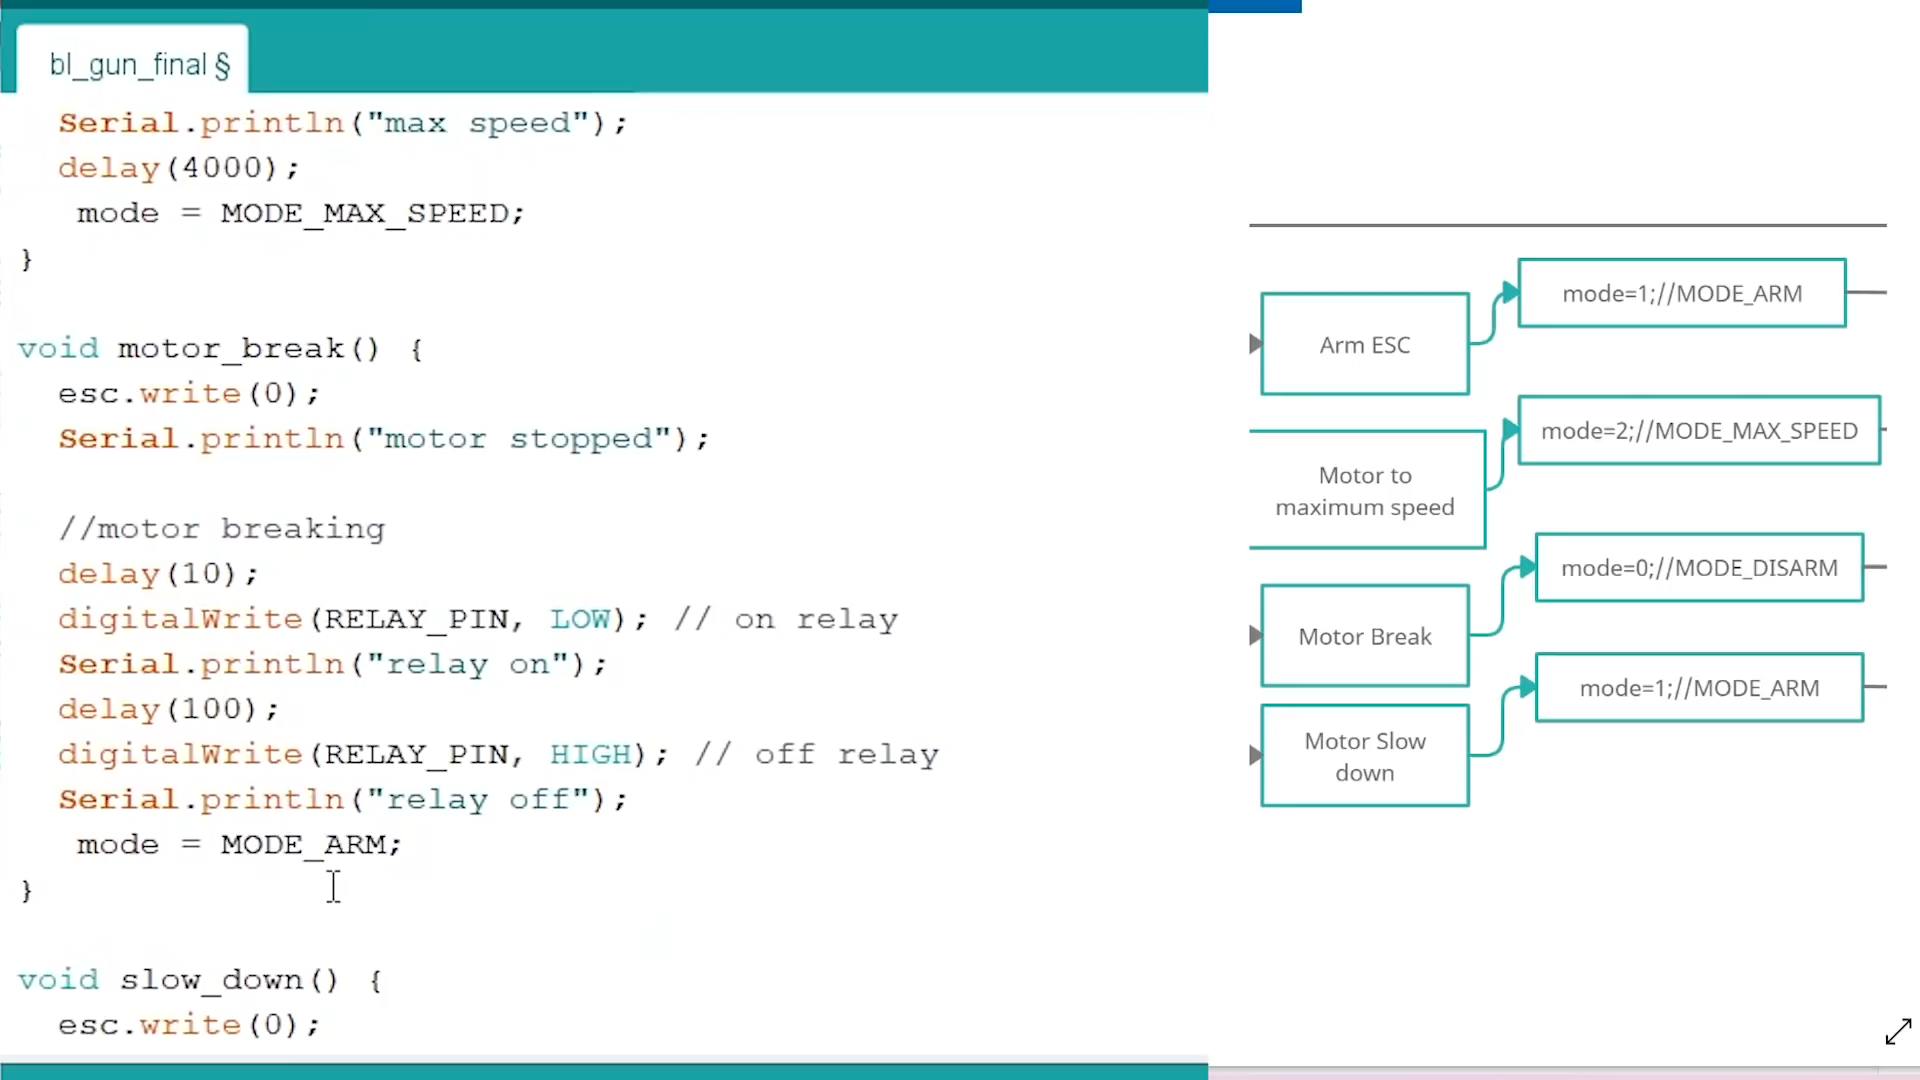 bl_gun_final §
Serial.println("max speed");
delay(4000);
mode = MODE_MAX_SPEED;
}
void motor_break() {
esc.write(0);
Serial.println("motor stopped");
//motor breaking
delay(10);
digitalWrite(RELAY_PIN, LOW); // on relay
Serial.println("relay on");
delay(100);
digitalWrite(RELAY_PIN, HIGH); // off relay
Serial.println("relay off");
mode = MODE_ARM;
}
void slow_down() {
esc.write(0);
Arm ESC
mode=1;//MODE_ARM
Motor to
maximum speed
mode=2;//MODE_MAX_SPEED
Motor Break
mode=0;//MODE_DISARM
Motor Slow
down
mode=1;//MODE_ARM